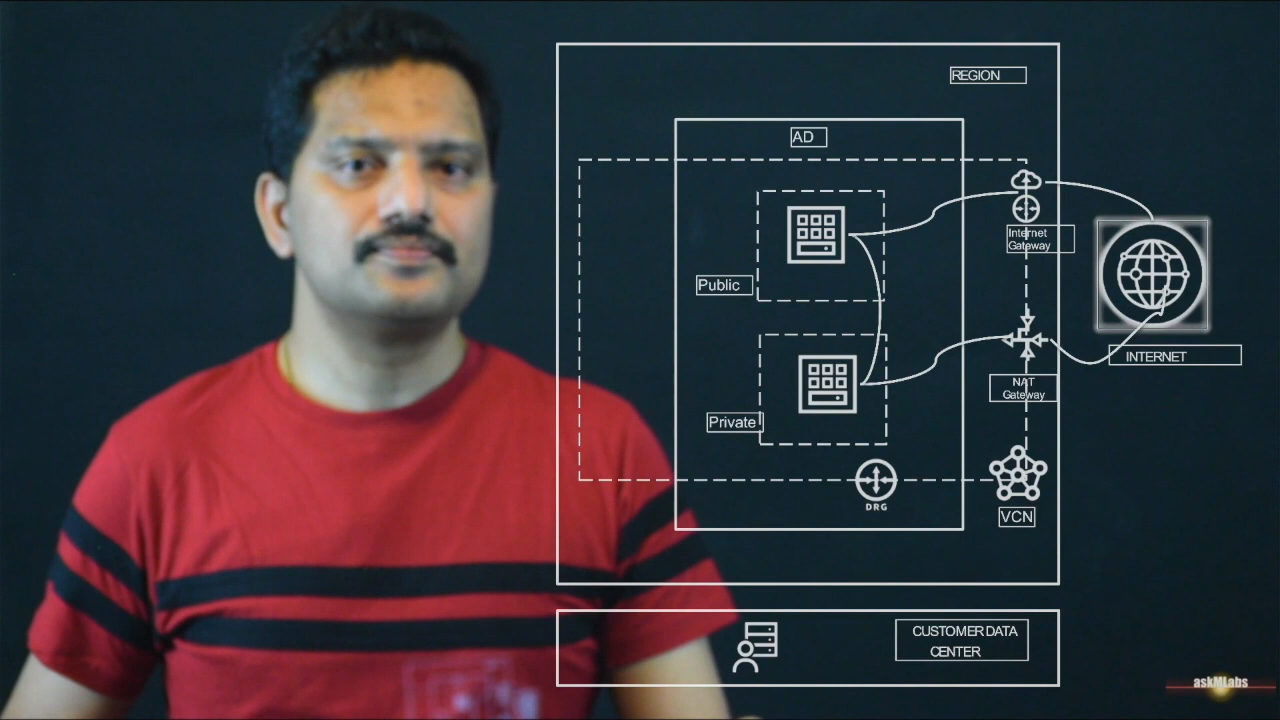 REGION
AD
Internet
Gateway
Public
INTERNET
NAT
Gateway
Private
DRG
VCN
CUSTOMER DATA
CENTER
askMLabs